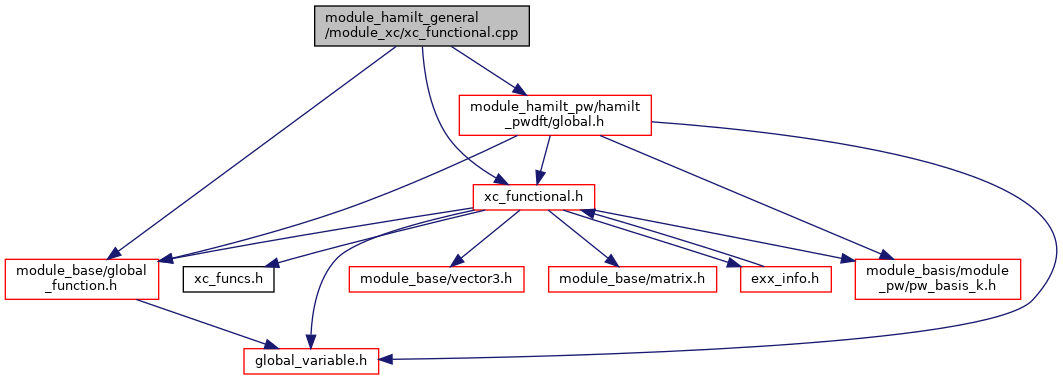 module_hamilt_general
/module_xc/xc_functional.cpp
module_hamilt_pw/hamilt
_pwdft/global.h
xc_functional.h
module_base/global
_function.h
xc_funcs.h
module_base/vector3.h
module_base/matrix.h
exx_info.h
module_basis/module
_pw/pw_basis_k.h
global_variable.h